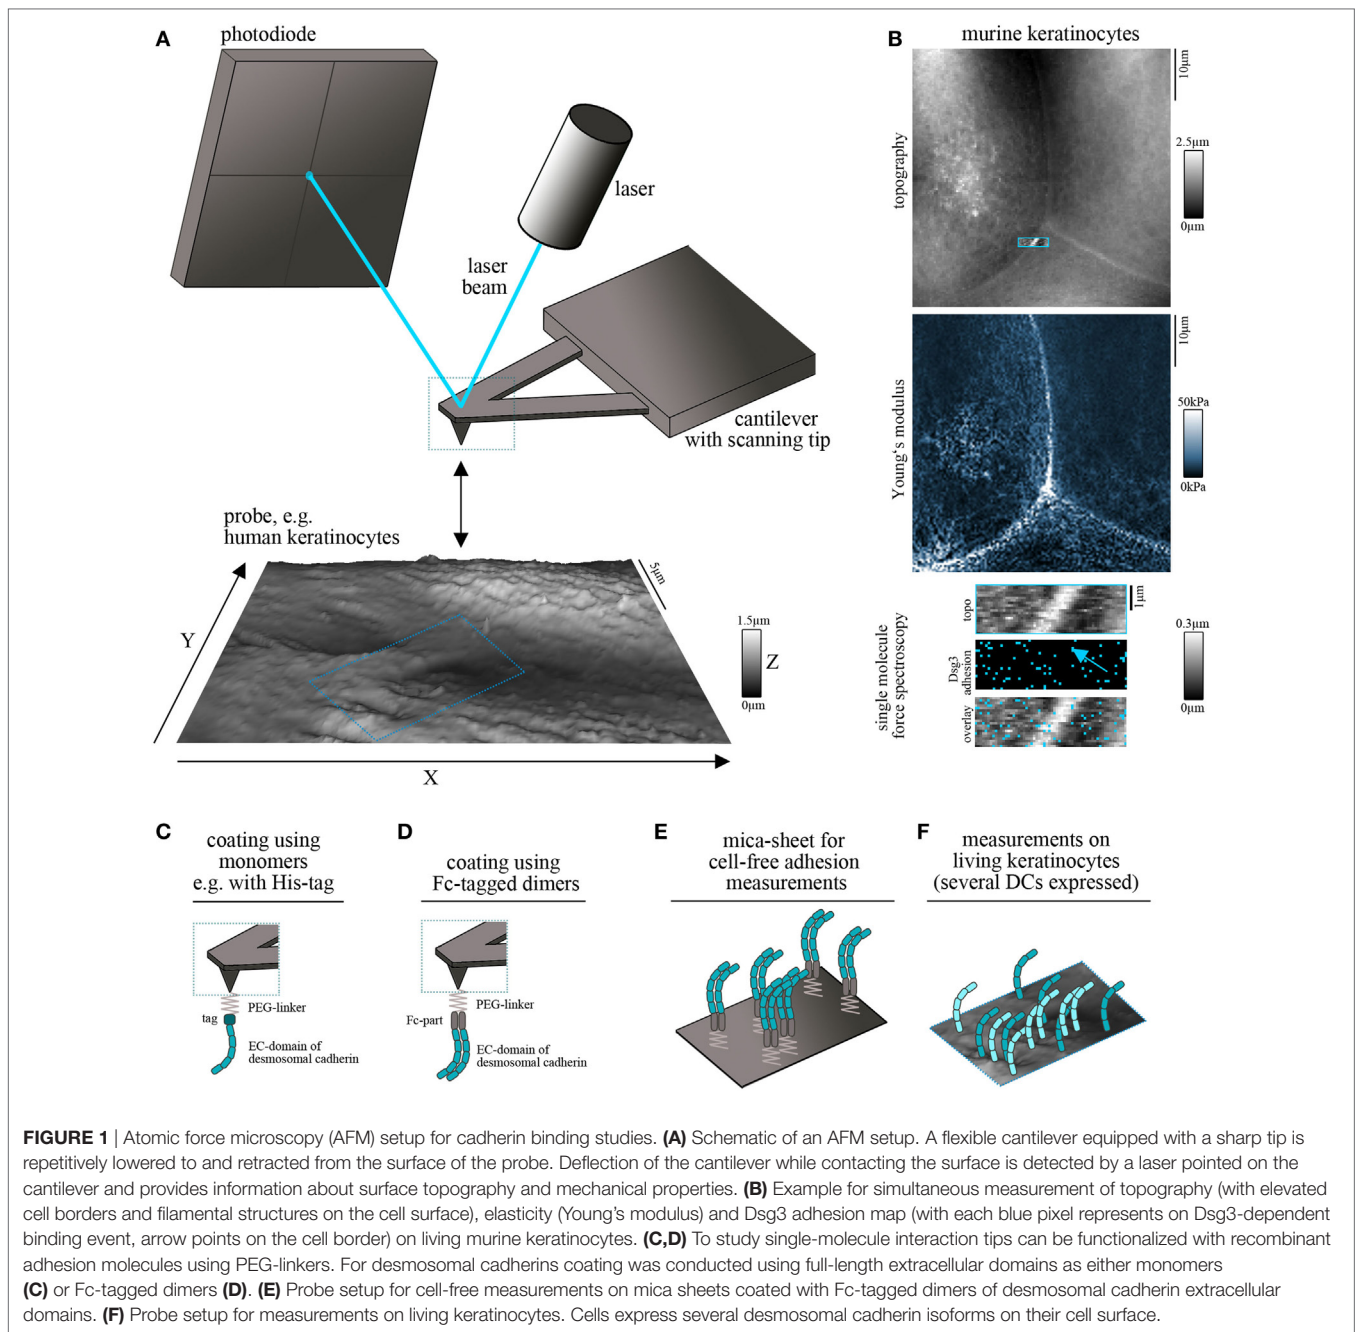 A
photodiode
laser
laser
beam
cantilever
with scanning tip
probe, e.g.
human keratinocytes
5µm
1.5µm
Z
0µm
Y
X
B
murine keratinocytes
topography
10µm
2.5µm
0µm
Young‘s modulus
10µm
50kPa
0kPa
single molecule
force spectroscopy
topo
1µm
Dsg3
adhesion
overlay
0.3µm
0µm
C
coating using
monomers
e.g. with His-tag
PEG-linker
tag
EC-domain of
desmosomal cadherin
D
coating using
Fc-tagged dimers
PEG-linker
Fc-part
EC-domain of
desmosomal cadherin
E
mica-sheet for
cell-free adhesion
measurements
F
measurements on
living keratinocytes
(several DCs expressed)
FIGURE 1 | Atomic force microscopy (AFM) setup for cadherin binding studies. (A) Schematic of an AFM setup. A flexible cantilever equipped with a sharp tip is
repetitively lowered to and retracted from the surface of the probe. Deflection of the cantilever while contacting the surface is detected by a laser pointed on the
cantilever and provides information about surface topography and mechanical properties. (B) Example for simultaneous measurement of topography (with elevated
cell borders and filamental structures on the cell surface), elasticity (Young’s modulus) and Dsg3 adhesion map (with each blue pixel represents on Dsg3-dependent
binding event, arrow points on the cell border) on living murine keratinocytes. (C,D) To study single-molecule interaction tips can be functionalized with recombinant
adhesion molecules using PEG-linkers. For desmosomal cadherins coating was conducted using full-length extracellular domains as either monomers
(C) or Fc-tagged dimers (D). (E) Probe setup for cell-free measurements on mica sheets coated with Fc-tagged dimers of desmosomal cadherin extracellular
domains. (F) Probe setup for measurements on living keratinocytes. Cells express several desmosomal cadherin isoforms on their cell surface.